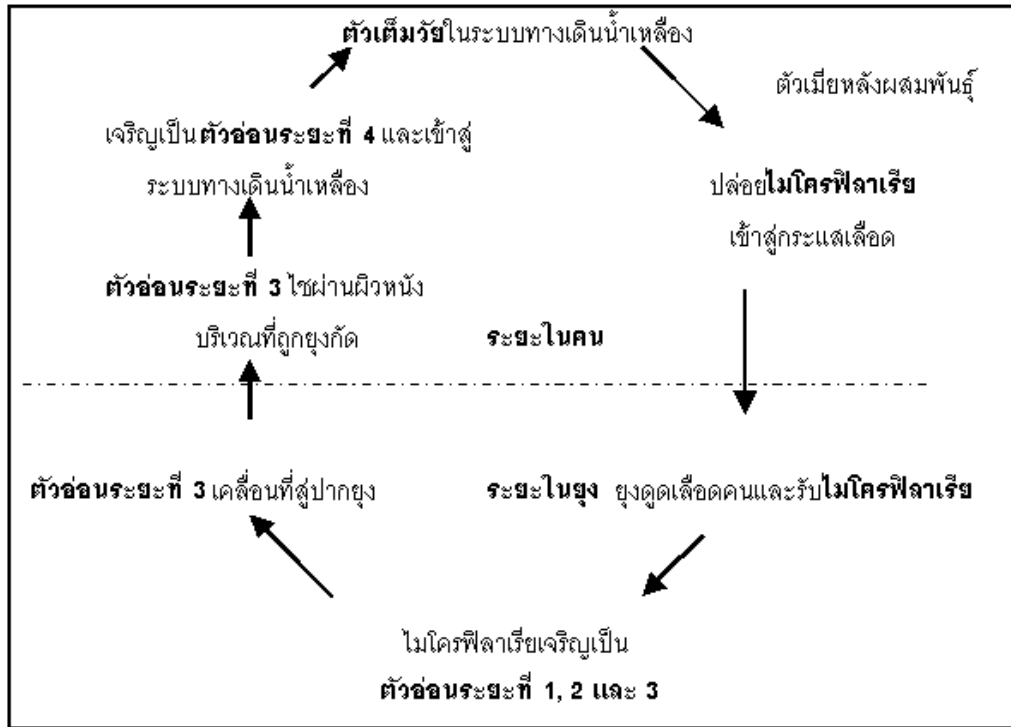 ตัวเต็มวัยในระบบทางเดินน้ำเหลือง
ตัวเมียหลังผสมพันธุ์
เจริญเป็นตัวอ่อนระยะที่ 4 และเข้าสู่
ระบบทางเดินน้ำเหลือง
ปล่อยไมโครฟิลาเรีย
เข้าสู่กระแสเลือด
ตัวอ่อนระยะที่ 3 ไชผ่านผิวหนัง
บริเวณที่ถูกยุงกัด
ระยะในคน
ตัวอ่อนระยะที่ 3 เคลื่อนที่สู่ปากยุง
ระยะในยุง ยุงดูดเลือดคนและรับไมโครฟิลาเรีย
ไมโครฟิลาเรียเจริญเป็น
ตัวอ่อนระยะที่ 1, 2 และ 3